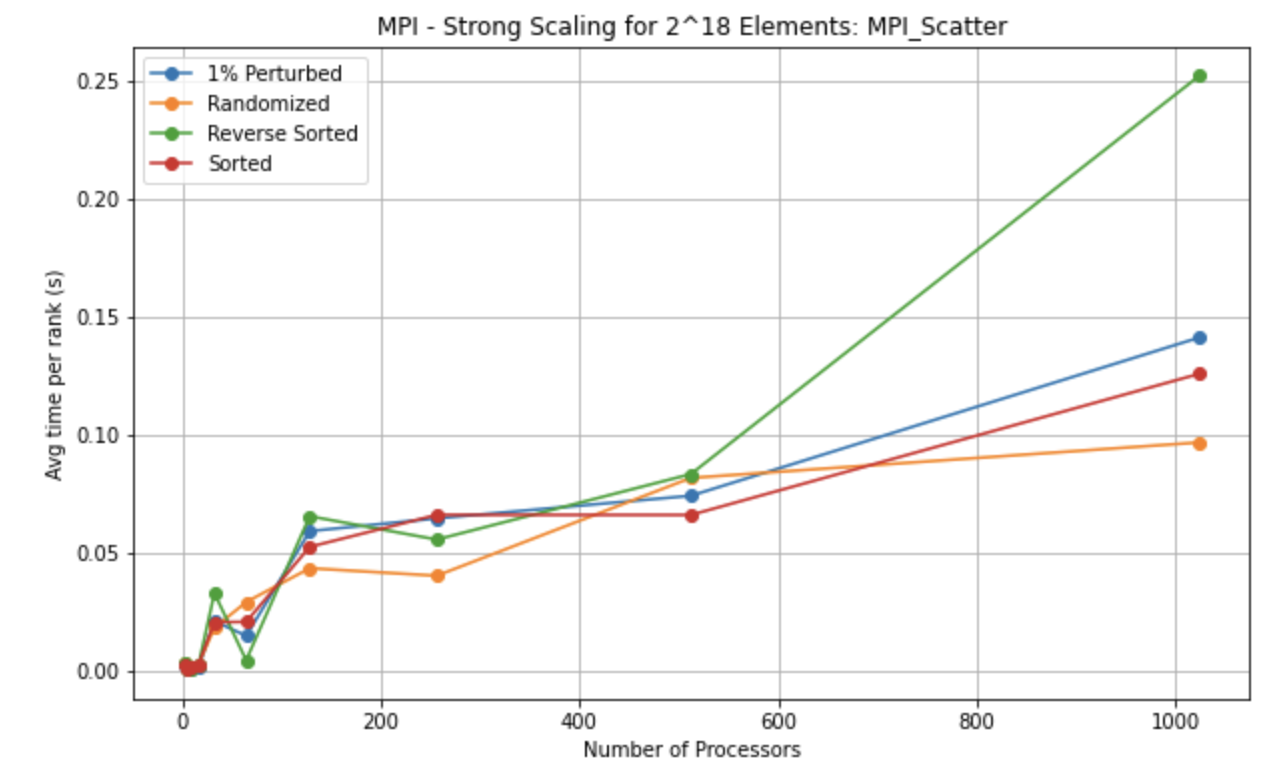 MPI - Strong Scaling for 2^18 Elements: MPI_Scatter
1% Perturbed
Randomized
Reverse Sorted
Sorted
Avg time per rank (s)
0.25
0.20
0.15
0.10
0.05
0.00
0 200 400 600 800 1000
Number of Processors